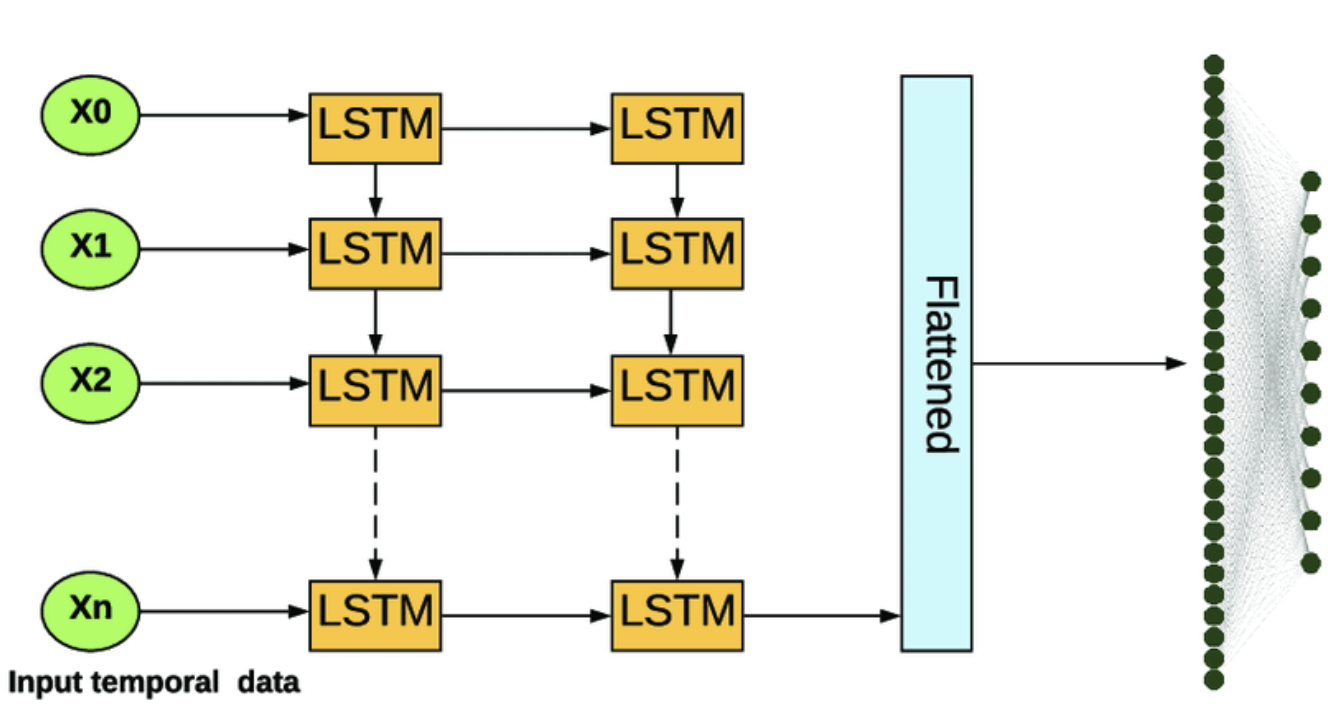 X0
LSTM
LSTM
X1
LSTM
LSTM
X2
LSTM
LSTM
Flattened
Xn
LSTM
LSTM
Input temporal data